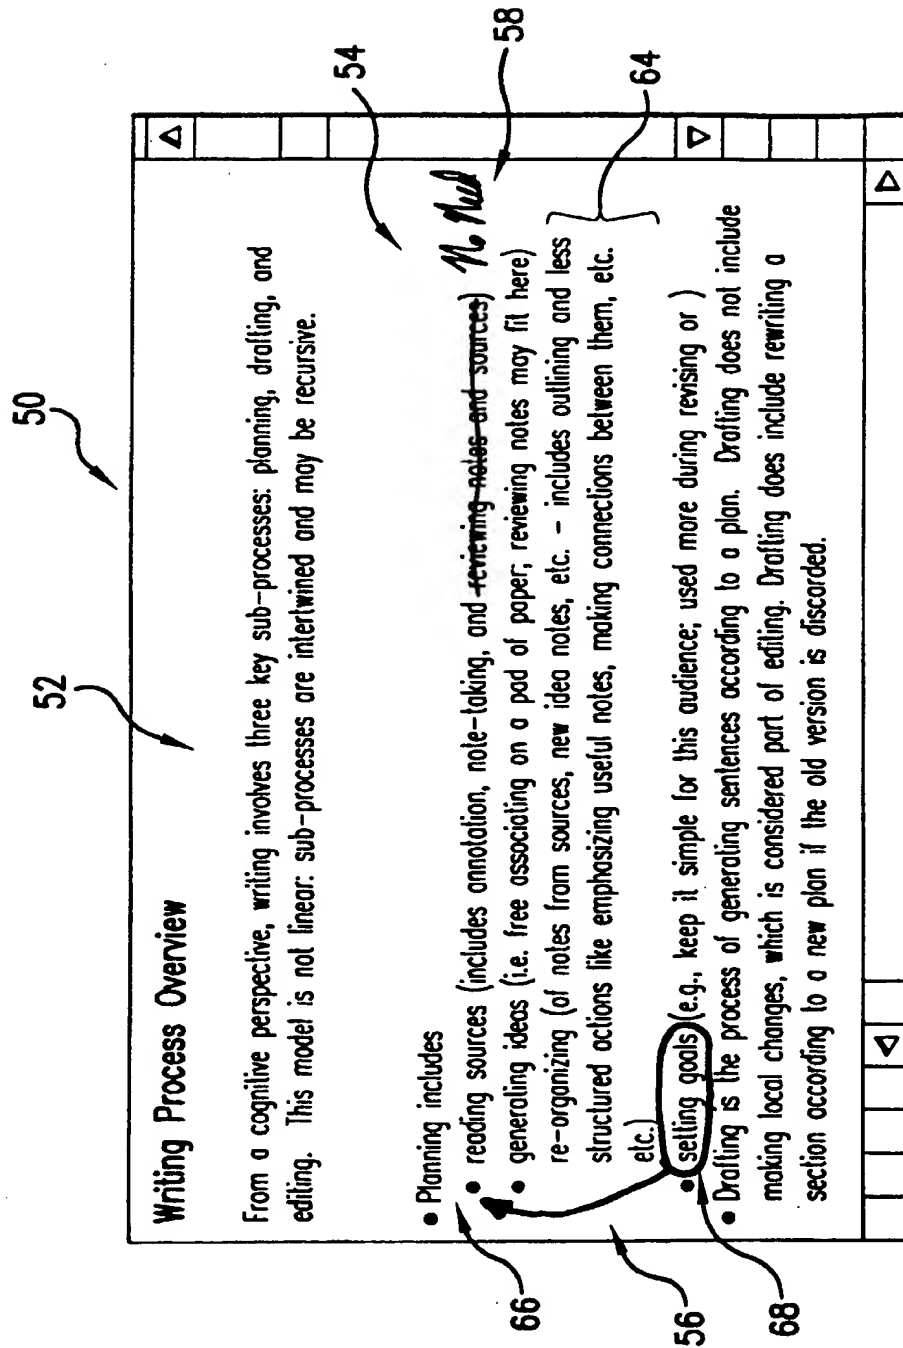 50
52
54
Writing Process Overview
From a cognitive perspective, writing involves three key sub-processes: planning, drafting, and
editing. This model is not linear: sub-processes are intertwined and may be recursive.
• Planning includes
• reading sources (includes annotation, note-taking, and reviewing notes and sources) No Need
58
• generating ideas (i.e. free associating on a pad of paper; reviewing notes may fit here)
re-organizing (of notes from sources, new idea notes, etc. - includes outlining and less
structured actions like emphasizing useful notes, making connections between them, etc.
etc.)
64
• setting goals (e.g., keep it simple for this audience; used more during revising or )
• Drafting is the process of generating sentences according to a plan. Drafting does not include
making local changes, which is considered part of editing. Drafting does include rewriting a
section according to a new plan if the old version is discarded.
66
56
68